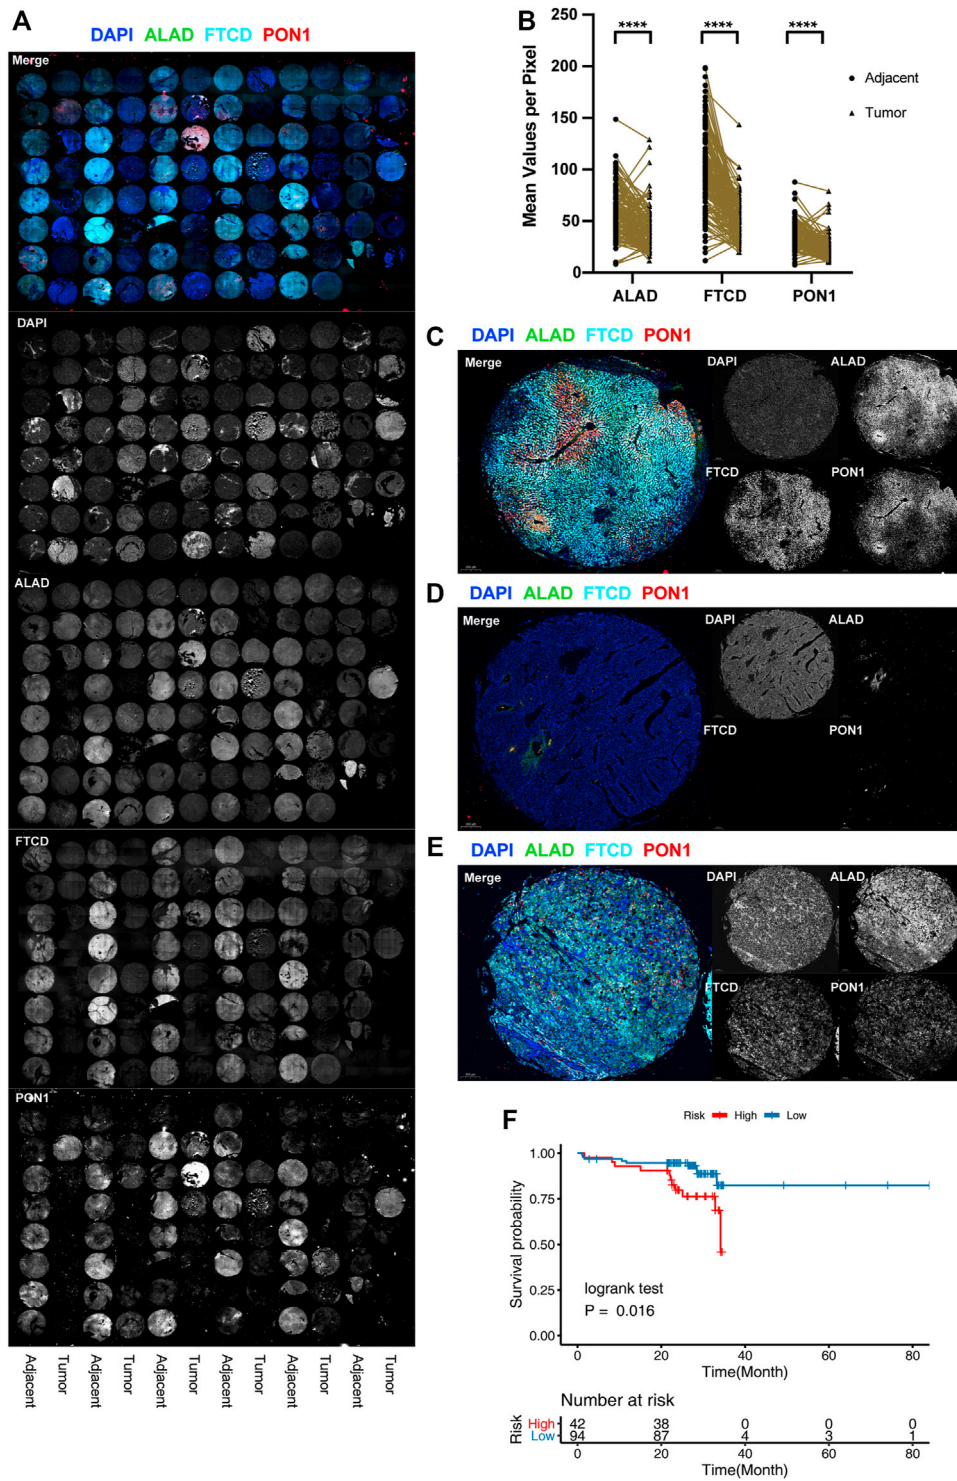 A
DAPI ALAD FTCD PON1
Merge
DAPI
ALAD
FTCD
PON1
Adjacent
Tumor
Adjacent
Tumor
Adjacent
Tumor
Adjacent
Tumor
Adjacent
Tumor
Adjacent
Tumor
B
250
200
150
100
50
0
Mean Values per Pixel
**** **** ****
Adjacent
Tumor
ALAD FTCD PON1
C
DAPI ALAD FTCD PON1
Merge
DAPI
ALAD
FTCD
PON1
D
DAPI ALAD FTCD PON1
Merge
DAPI
ALAD
FTCD
PON1
E
DAPI ALAD FTCD PON1
Merge
DAPI
ALAD
FTCD
PON1
F
Risk High Low
Survival probability
1.00
0.75
0.50
0.25
0.00
logrank test
P = 0.016
0 20 40 60 80
Time(Month)
Number at risk
Risk
High 42 38 0 0 0
Low 94 87 4 3 1
0 20 40 60 80
Time(Month)